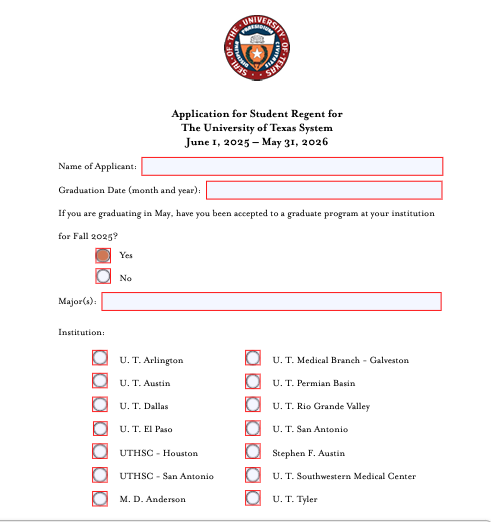 SEAL OF THE UNIVERSITY OF TEXAS
PRAESIDIUM
CIVITATIS
DISCIPLINA
Application for Student Regent for
The University of Texas System
June 1, 2025 – May 31, 2026
Name of Applicant:
Graduation Date (month and year):
If you are graduating in May, have you been accepted to a graduate program at your institution
for Fall 2025?
Yes
No
Major(s):
Institution:
U. T. Arlington U. T. Medical Branch - Galveston
U. T. Austin U. T. Permian Basin
U. T. Dallas U. T. Rio Grande Valley
U. T. El Paso U. T. San Antonio
UTHSC - Houston Stephen F. Austin
UTHSC - San Antonio U. T. Southwestern Medical Center
M. D. Anderson U. T. Tyler